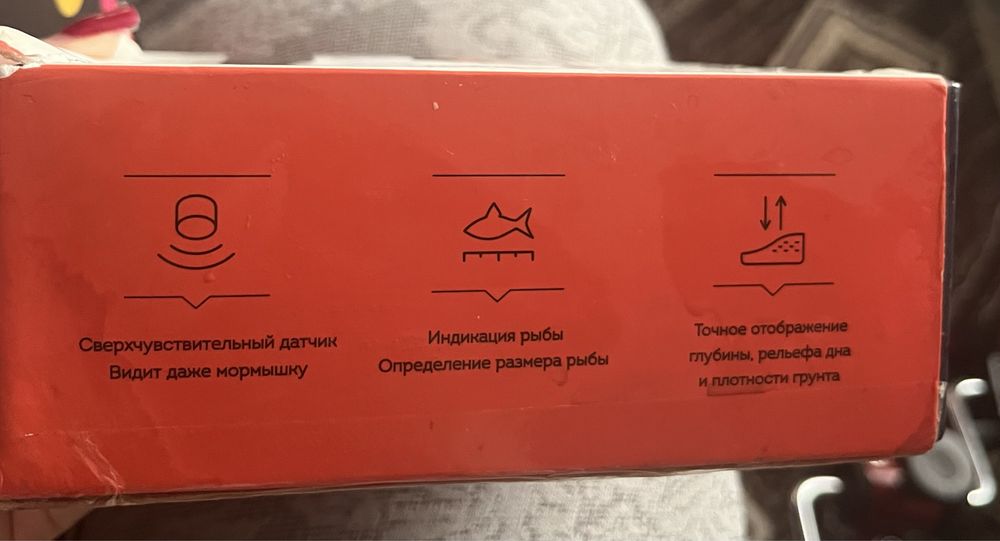 Сверхчувствительный датчик
Видит даже мормышку
Индикация рыбы
Определение размера рыбы
Точное отображение
глубины, рельефа дна
и плотности грунта